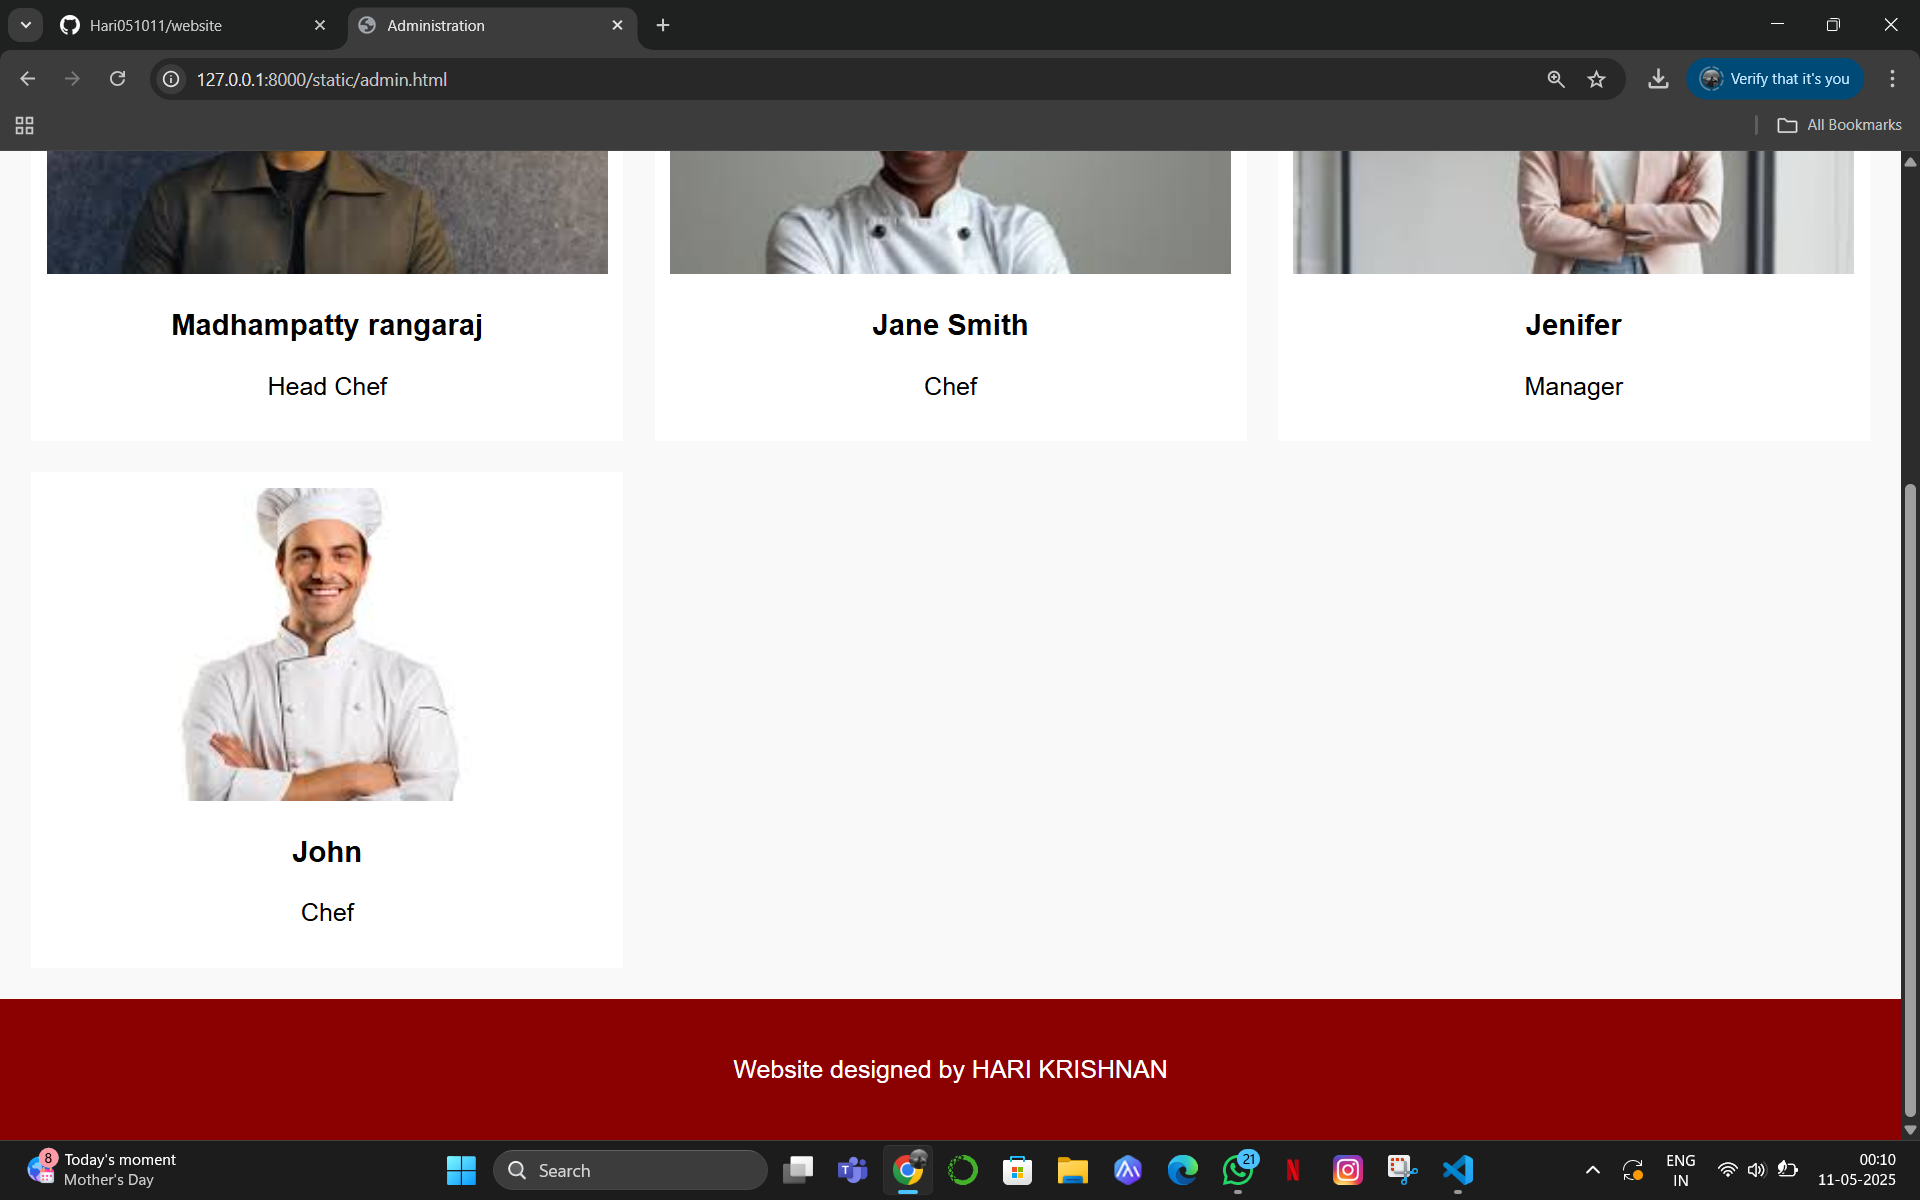 Hari051011/website
Administration
127.0.0.1:8000/static/admin.html
Verify that it's you
All Bookmarks
Madhampatty rangaraj
Jane Smith
Jenifer
Head Chef
Chef
Manager
John
Chef
Website designed by HARI KRISHNAN
8
Today's moment
Mother's Day
Search
21
ENG
IN
00:10
11-05-2025